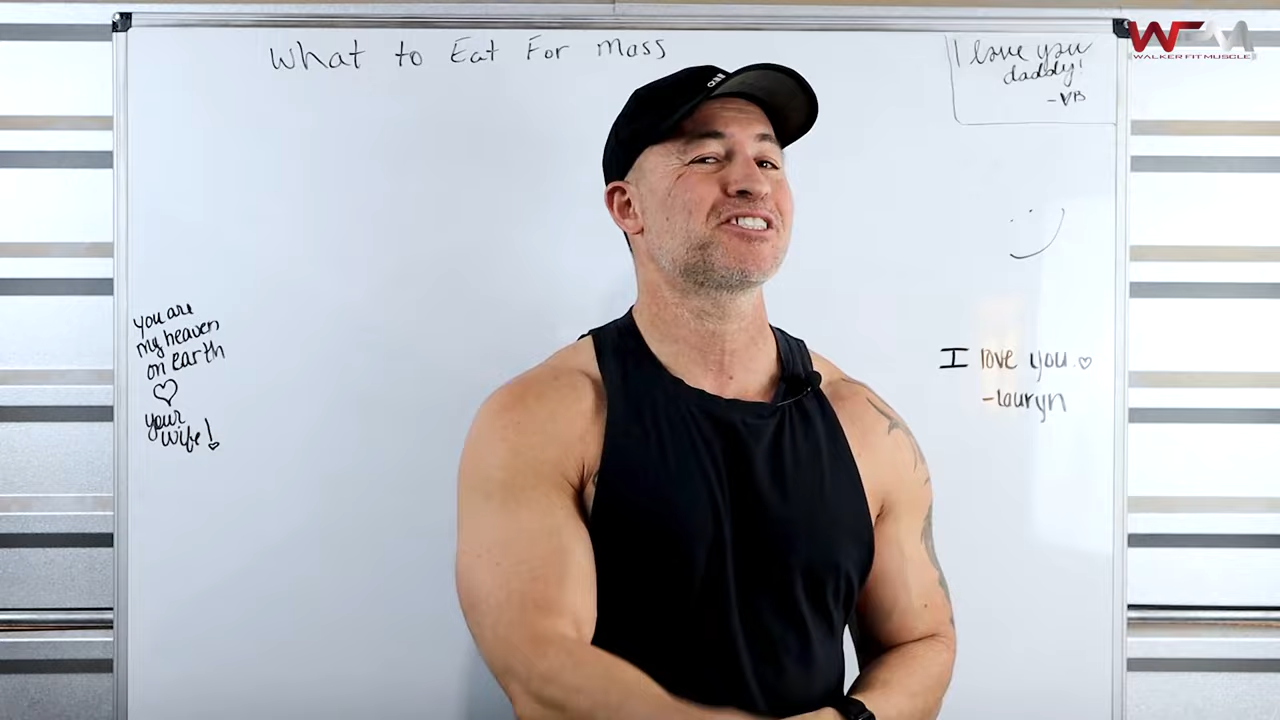 What to Eat For Mass
I love you
daddy!
WFM
WALKER FIT MUSCLE
you are
my heaven
on earth
your
wife!
I love you
-lauryn